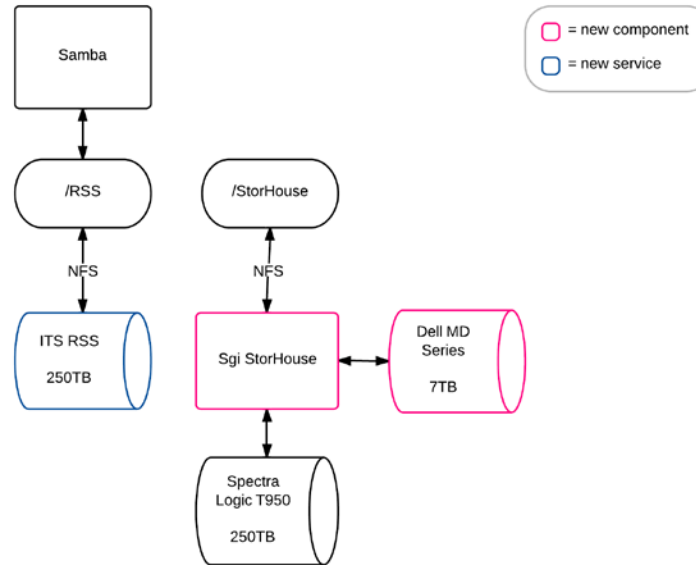 Samba
= new component
= new service
/RSS
/StorHouse
NFS
NFS
ITS RSS
250TB
Sgi StorHouse
Dell MD
Series
7TB
Spectra
Logic T950
250TB